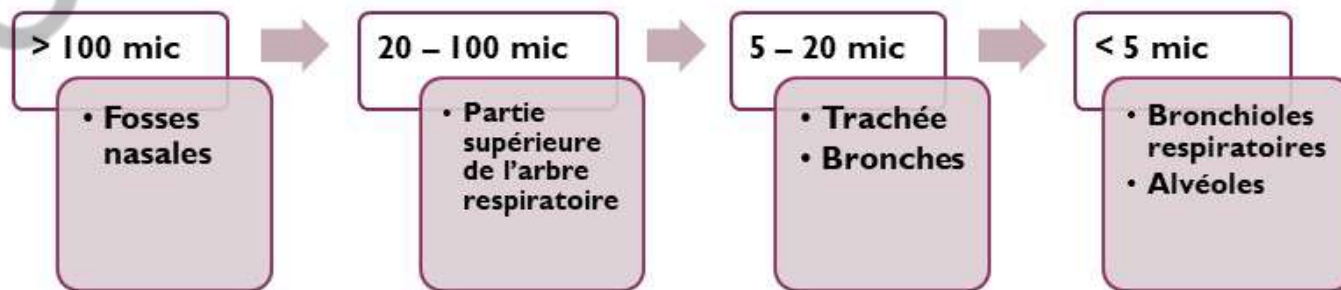 > 100 mic
• Fosses
nasales
20 – 100 mic
• Partie
supérieure
de l'arbre
respiratoire
5 – 20 mic
• Trachée
• Bronches
< 5 mic
• Bronchioles
respiratoires
• Alvéoles